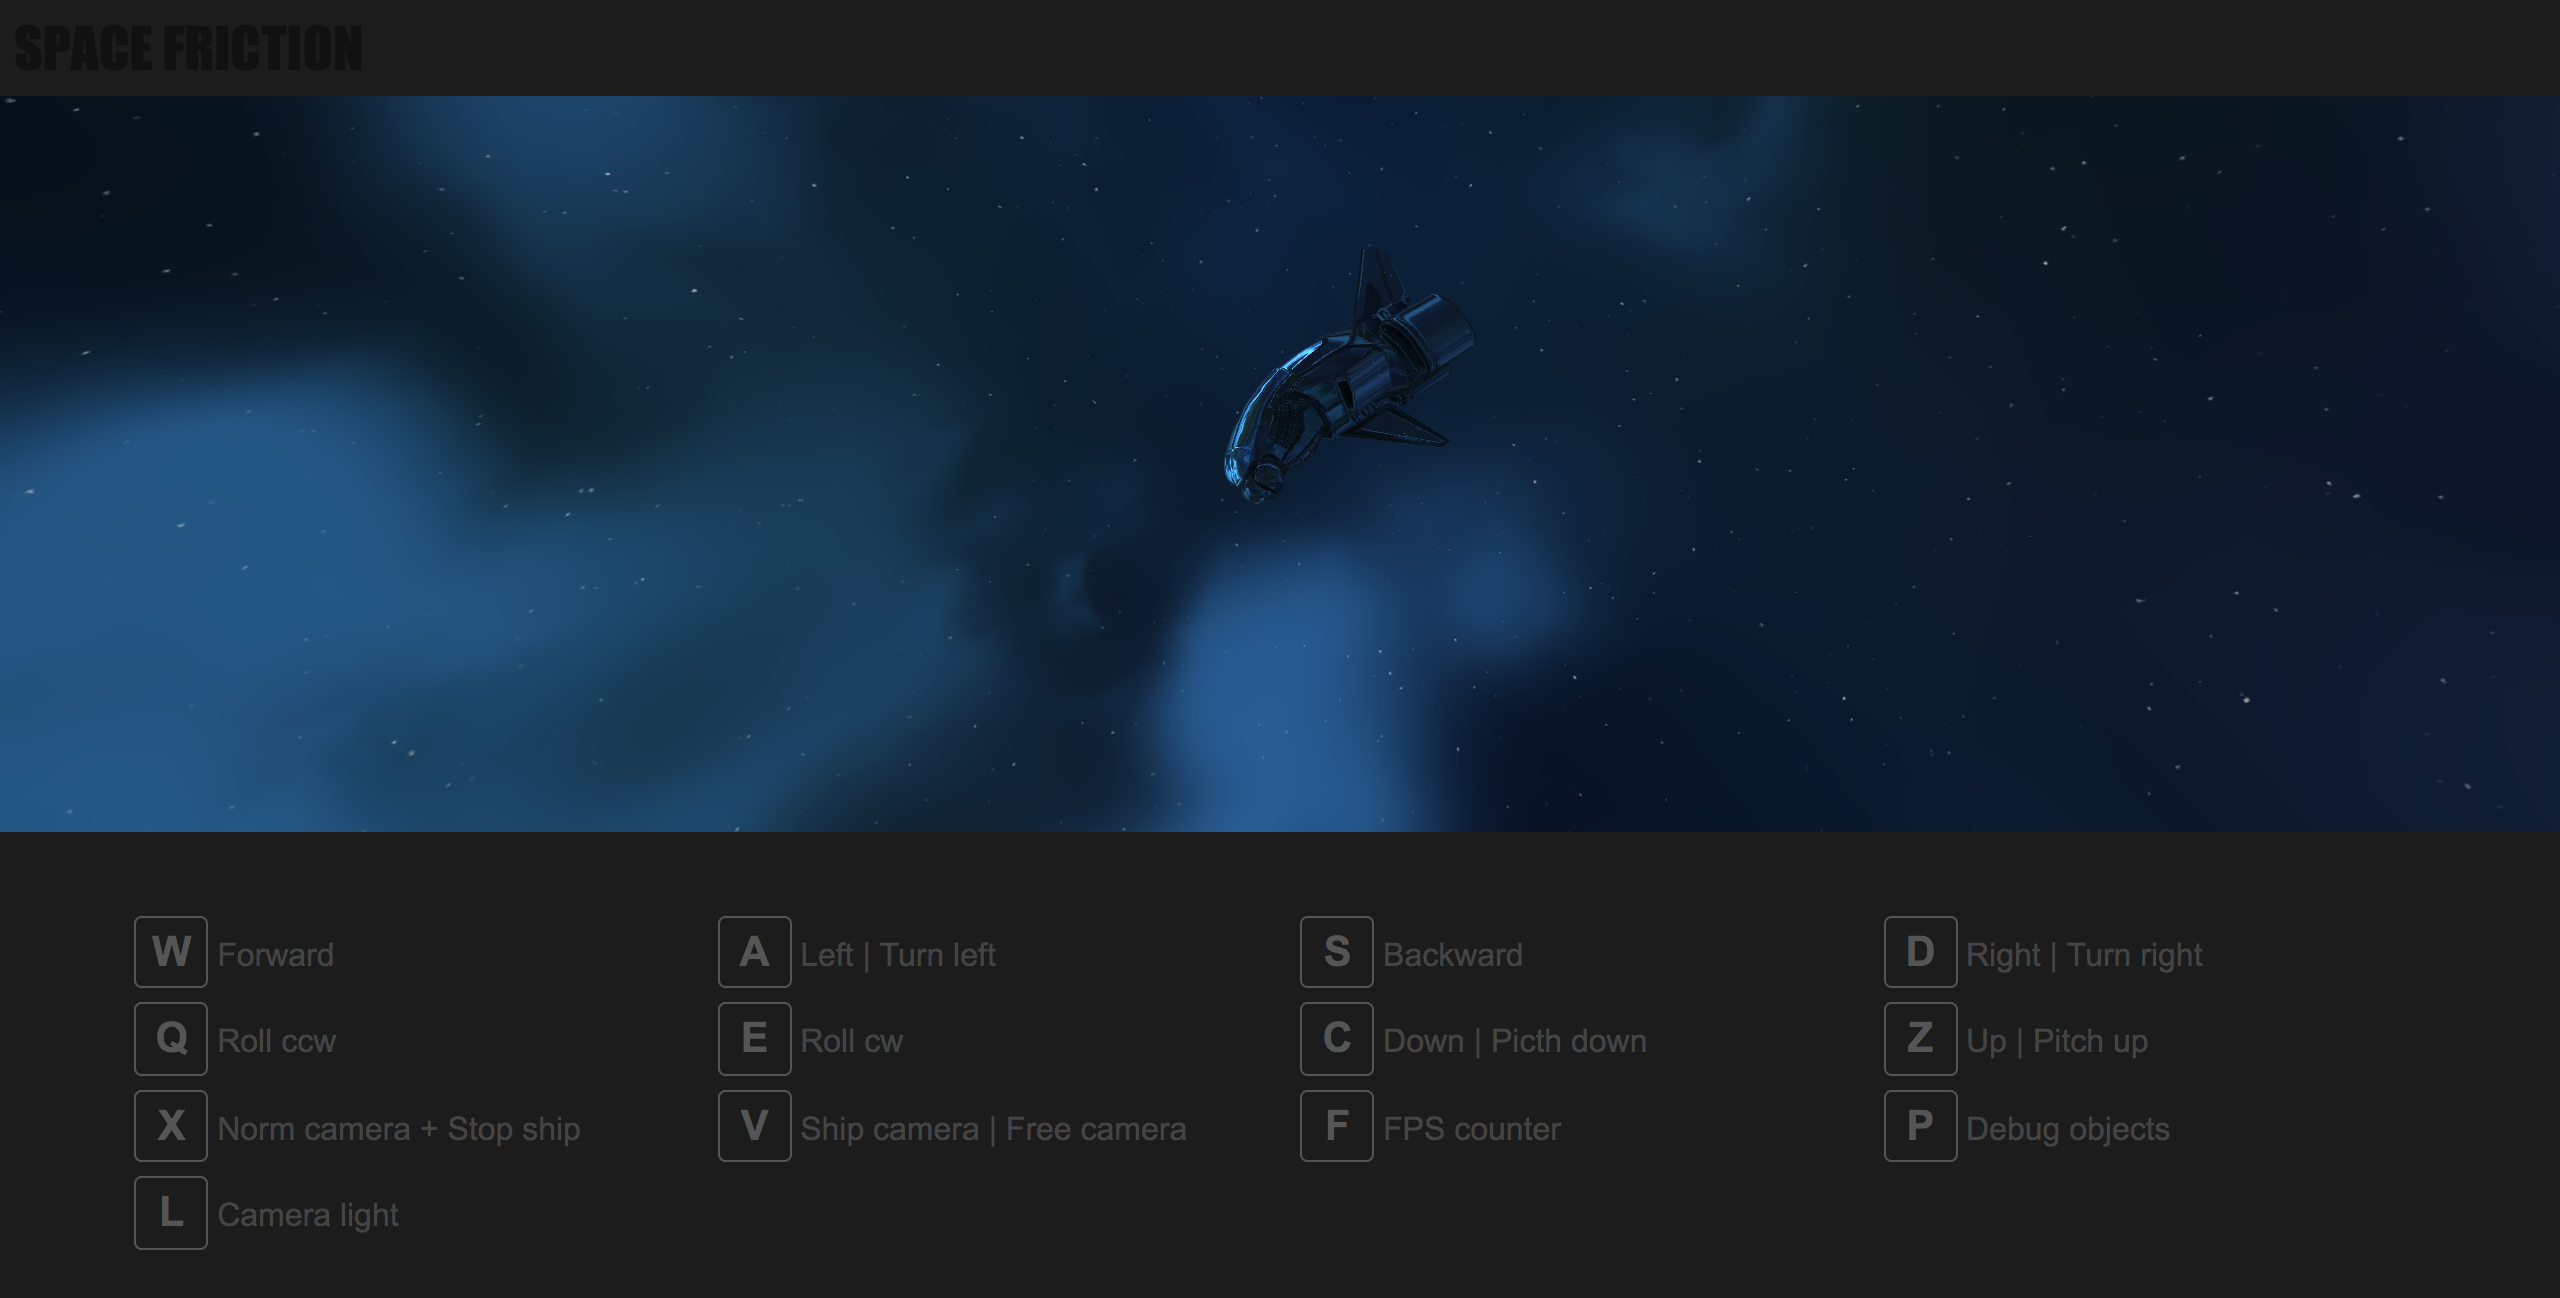 SPACE FRICTION
W Forward A Left | Turn left S Backward D Right | Turn right
Q Roll ccw E Roll cw C Down | Picth down Z Up | Pitch up
X Norm camera + Stop ship V Ship camera | Free camera F FPS counter P Debug objects
L Camera light